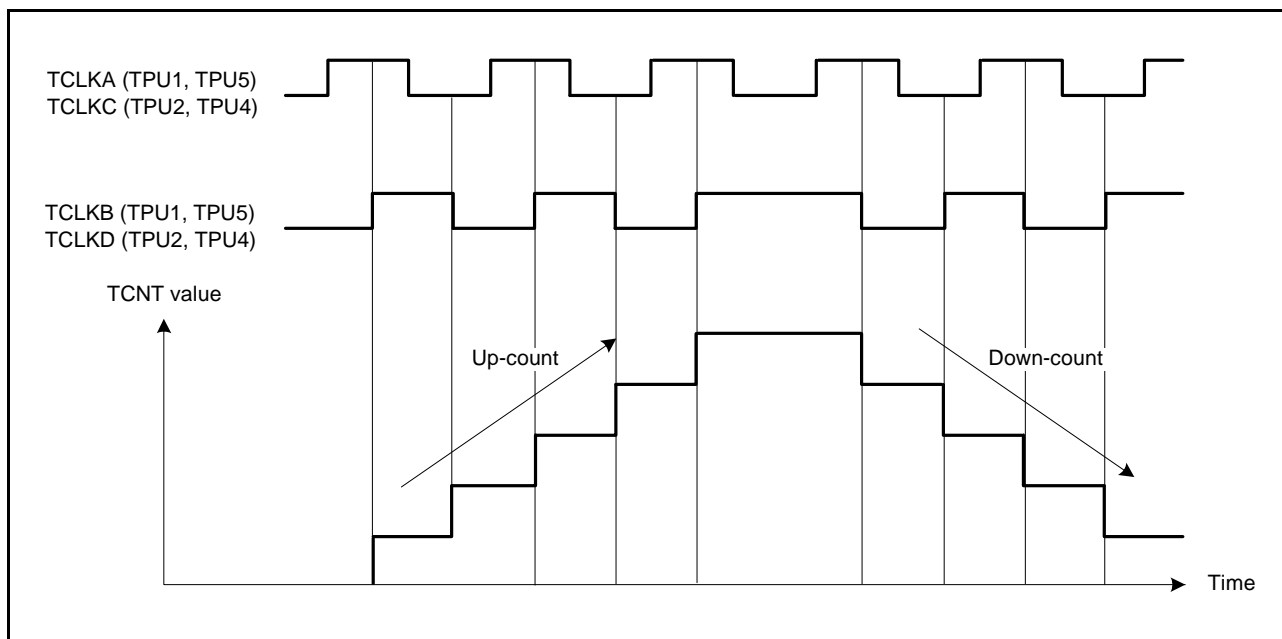 TCLKA (TPU1, TPU5)
TCLKC (TPU2, TPU4)
TCLKB (TPU1, TPU5)
TCLKD (TPU2, TPU4)
TCNT value
Up-count
Down-count
Time